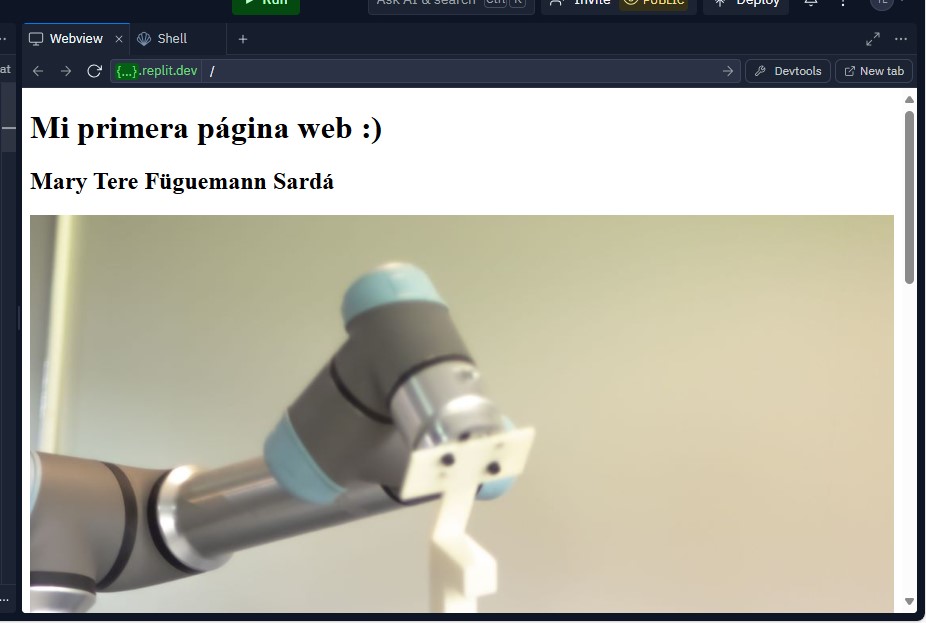 Run
Ask AI & search Ctrl K
Invite
PUBLIC
Deploy
Webview
Shell
at
{...}.replit.dev /
Devtools
New tab
Mi primera página web :)
Mary Tere Füguemann Sardá